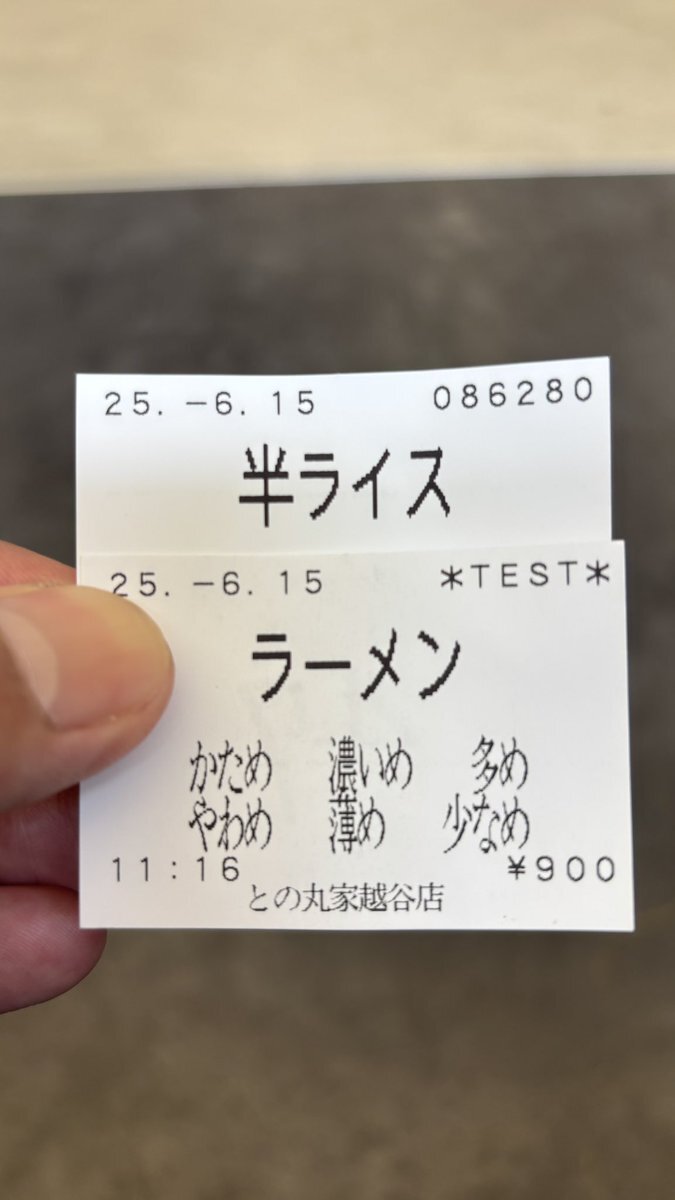 25. -6. 15 086280
半ライス
25. -6. 15 *TEST*
ラーメン
かため 濃いめ 多め
やわめ 薄め 少なめ
11:16 ¥900
との丸家越谷店